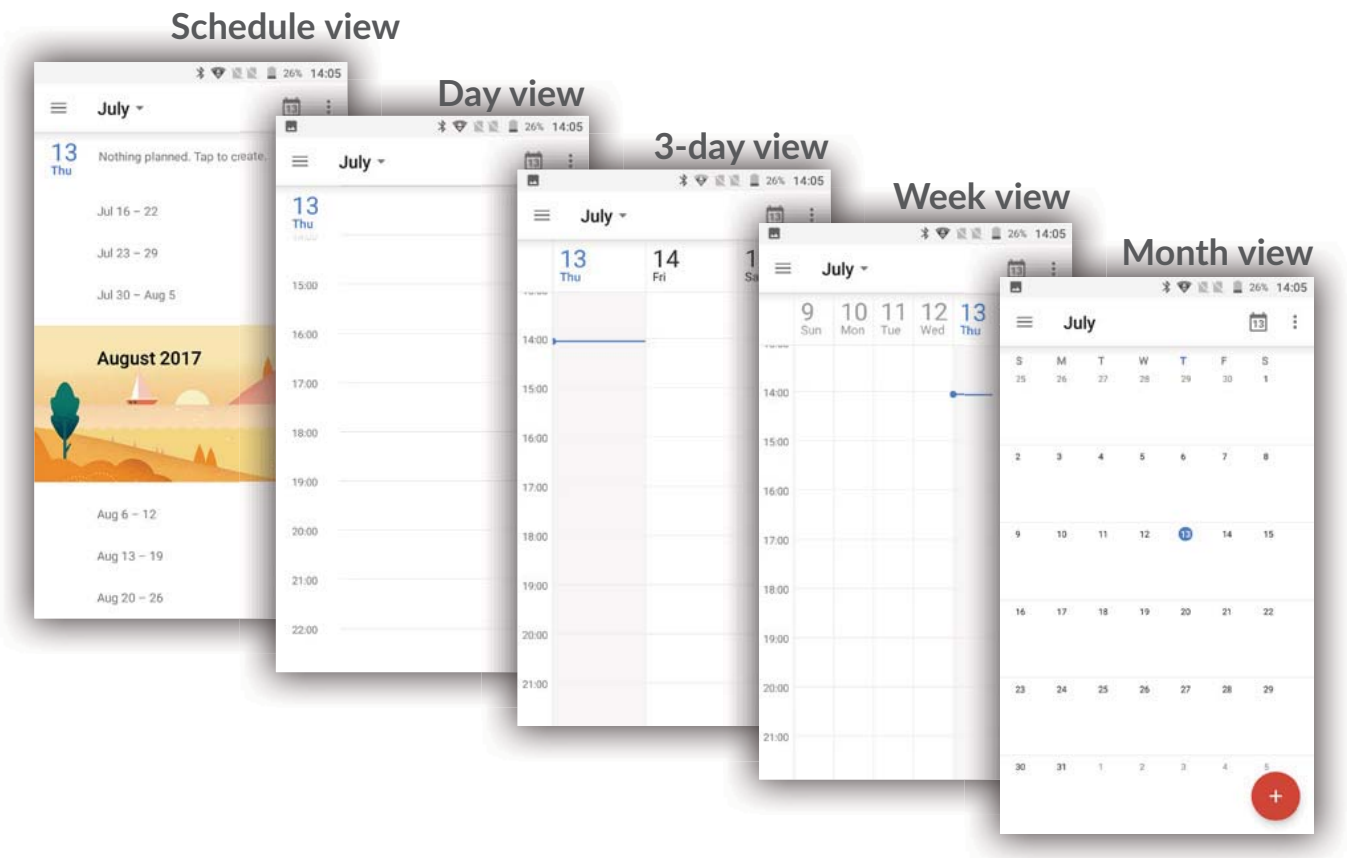 Schedule view
26% 14:05
July
13
13
Thu
Nothing planned. Tap to create.
Jul 16 – 22
Jul 23 – 29
Jul 30 – Aug 5
August 2017
Aug 6 – 12
Aug 13 – 19
Aug 20 – 26
Day view
26% 14:05
July
13
13
Thu
15:00
16:00
17:00
18:00
19:00
20:00
21:00
22:00
3-day view
26% 14:05
July
13
13 14
Thu Fri
14:00
15:00
16:00
17:00
18:00
19:00
20:00
21:00
Week view
26% 14:05
July
13
9 10 11 12 13
Sun Mon Tue Wed Thu
14:00
15:00
16:00
17:00
18:00
19:00
20:00
21:00
Month view
26% 14:05
July 13
S M T W T F S
25 26 27 28 29 30 1
2 3 4 5 6 7 8
9 10 11 12 13 14 15
16 17 18 19 20 21 22
23 24 25 26 27 28 29
30 31 1 2 3 4 5
+